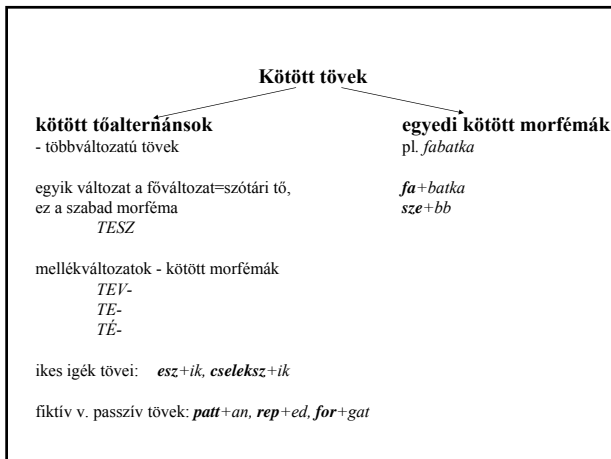 Kötött tövek
kötött tőalternánsok
- többváltozatú tövek
egyik változat a főváltozat=szótári tő,
ez a szabad morféma
TESZ
mellékváltozatok - kötött morfémák
TEV-
TE-
TÉ-
ikes igék tövei: esz+ik, cseleksz+ik
fiktív v. passzív tövek: patt+an, rep+ed, for+gat
egyedi kötött morfémák
pl. fabatka
fa+batka
sze+bb